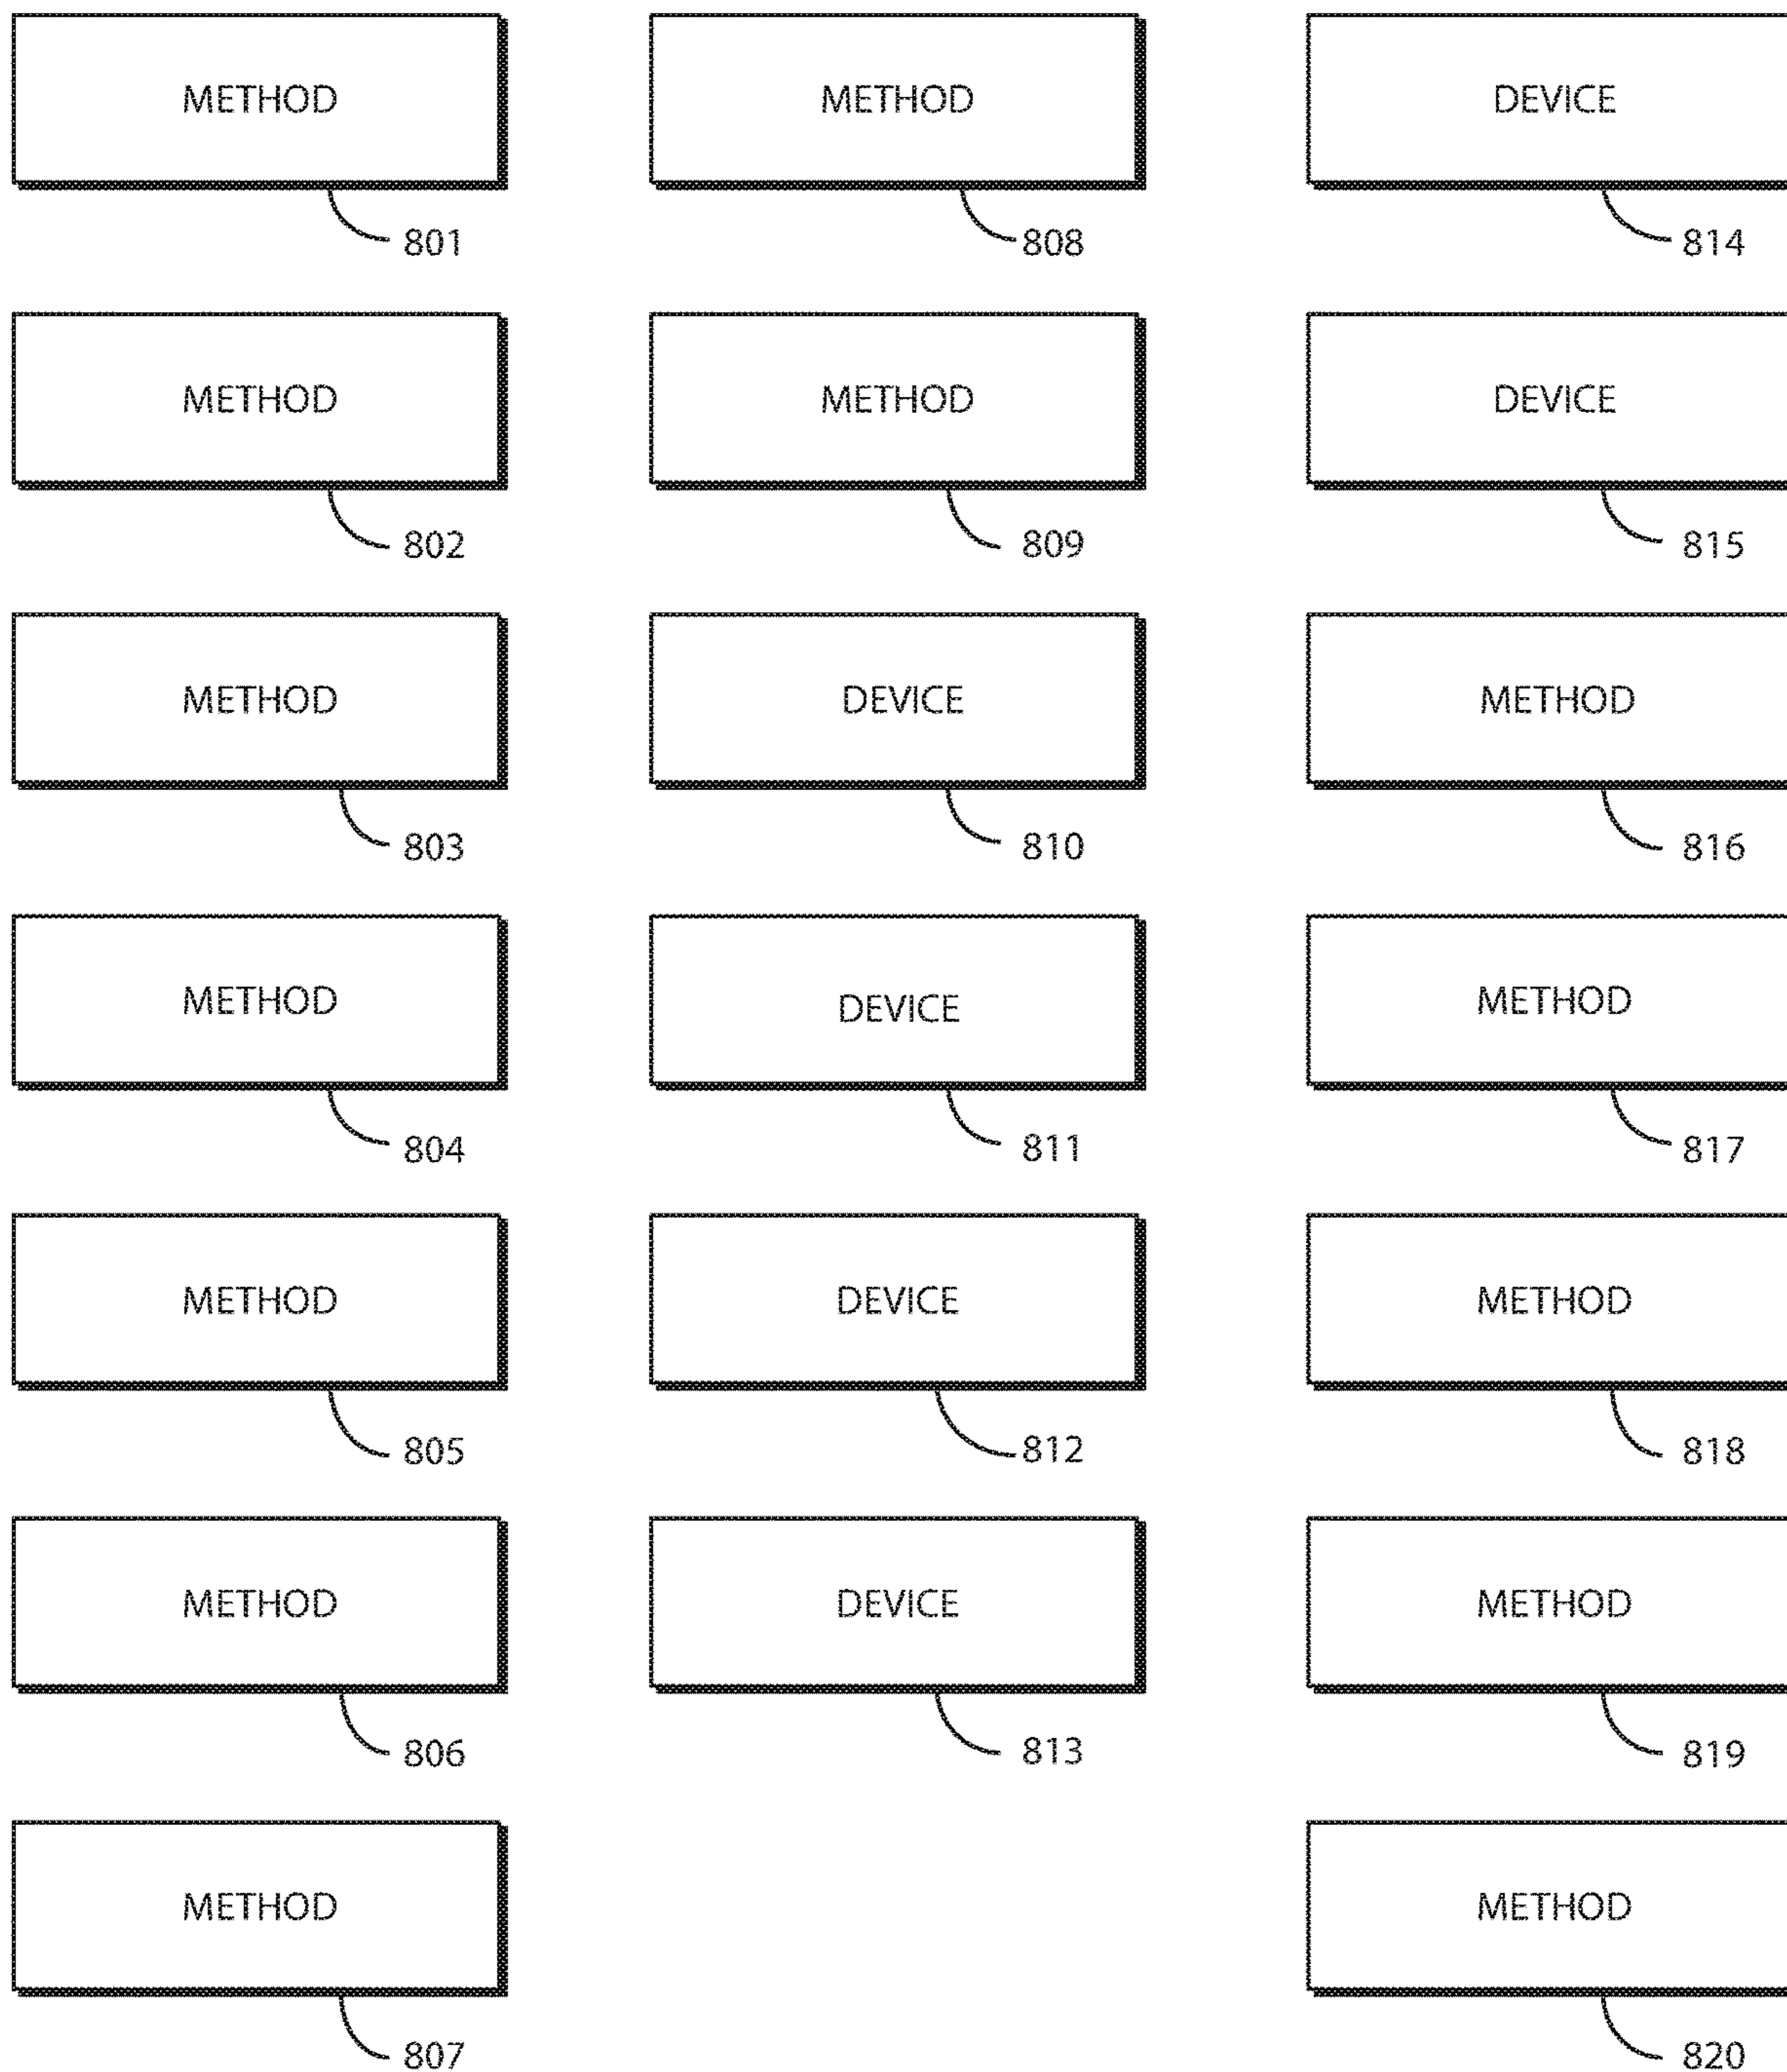 METHOD
801
METHOD
802
METHOD
803
METHOD
804
METHOD
805
METHOD
806
METHOD
807
METHOD
808
METHOD
809
DEVICE
810
DEVICE
811
DEVICE
812
DEVICE
813
DEVICE
814
DEVICE
815
METHOD
816
METHOD
817
METHOD
818
METHOD
819
METHOD
820